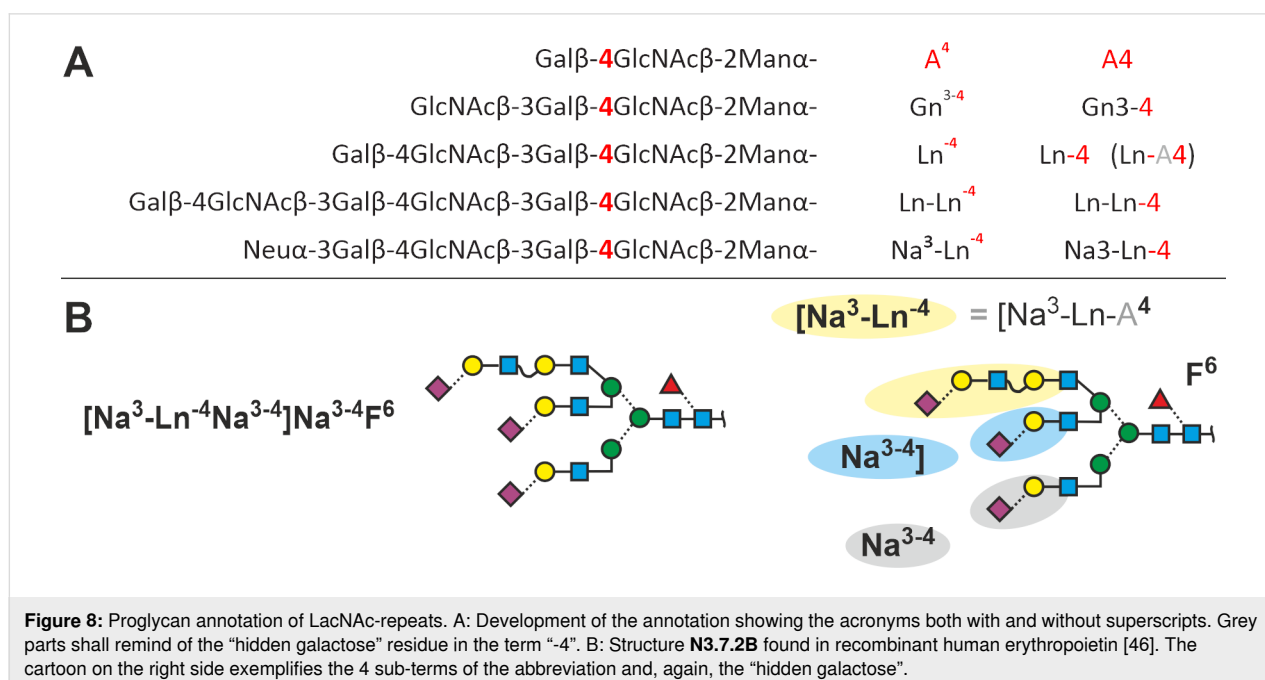 A
Galβ-4GlcNAcβ-2Manα- A⁴ A4
GlcNAcβ-3Galβ-4GlcNAcβ-2Manα- Gn³⁻⁴ Gn3-4
Galβ-4GlcNAcβ-3Galβ-4GlcNAcβ-2Manα- Ln⁻⁴ Ln-4 (Ln-A4)
Galβ-4GlcNAcβ-3Galβ-4GlcNAcβ-3Galβ-4GlcNAcβ-2Manα- Ln-Ln⁻⁴ Ln-Ln-4
Neuα-3Galβ-4GlcNAcβ-3Galβ-4GlcNAcβ-2Manα- Na³-Ln⁻⁴ Na3-Ln-4
B
[Na³-Ln⁻⁴ = [Na³-Ln-A⁴
[Na³-Ln⁻⁴Na³⁻⁴]Na³⁻⁴F⁶
F⁶
Na³⁻⁴]
Na³⁻⁴
Figure 8: Proglycan annotation of LacNAc-repeats. A: Development of the annotation showing the acronyms both with and without superscripts. Grey
parts shall remind of the “hidden galactose” residue in the term “-4”. B: Structure N3.7.2B found in recombinant human erythropoietin [46]. The
cartoon on the right side exemplifies the 4 sub-terms of the abbreviation and, again, the “hidden galactose”.